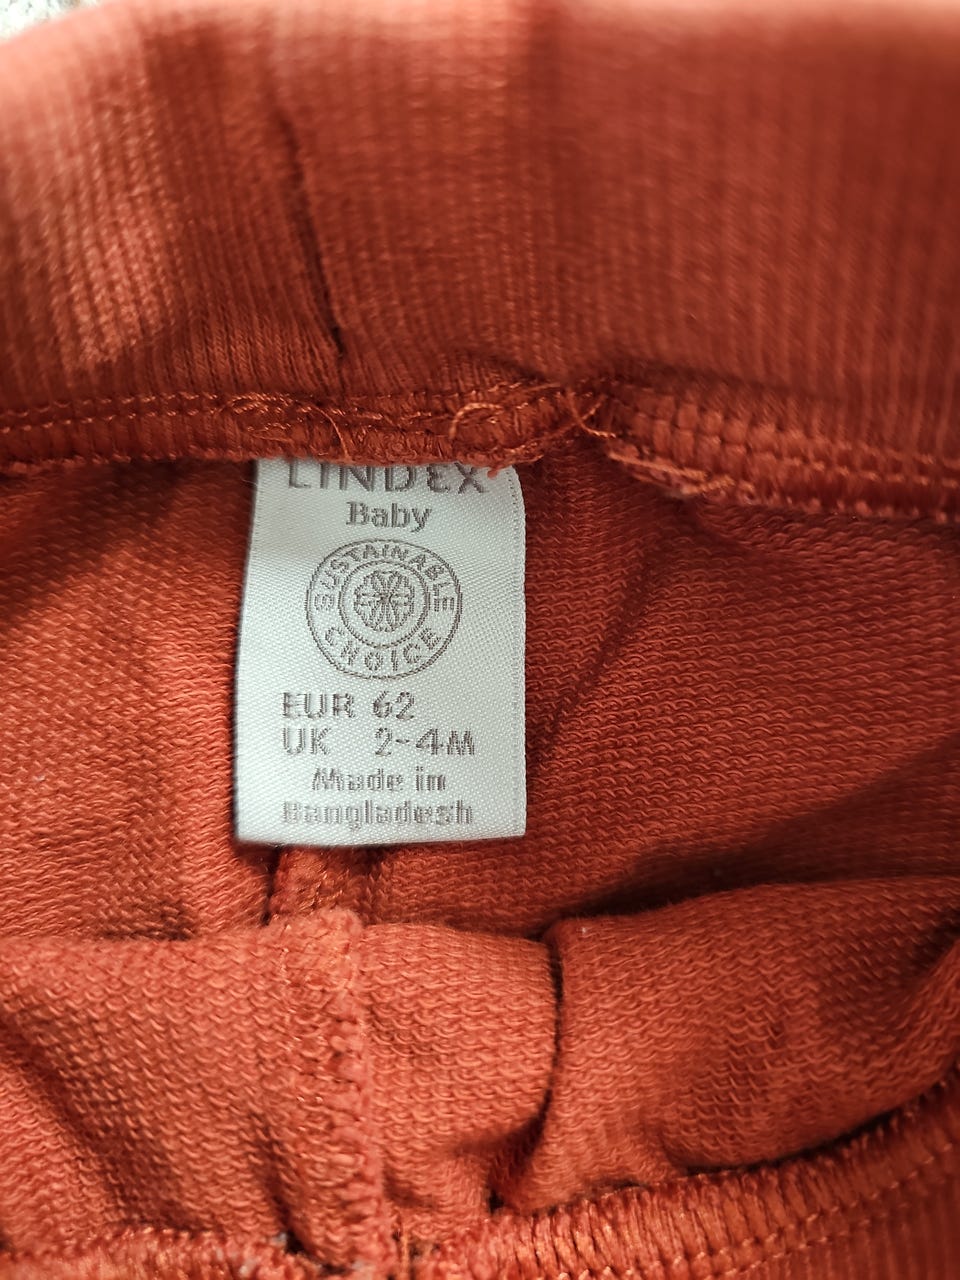 LINDEX
Baby
SUSTAINABLE
CHOICE
EUR 62
UK 2-4M
Made in
Bangladesh